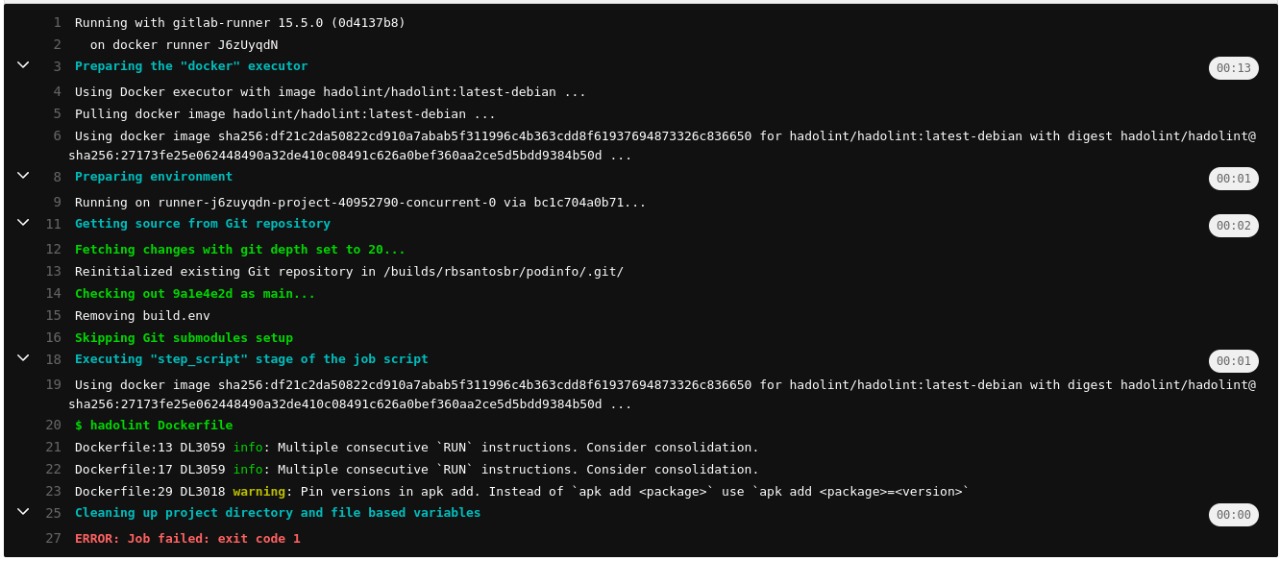 1 Running with gitlab-runner 15.5.0 (0d4137b8)
2 on docker runner J6zUyqdN
3 Preparing the "docker" executor 00:13
4 Using Docker executor with image hadolint/hadolint:latest-debian ...
5 Pulling docker image hadolint/hadolint:latest-debian ...
6 Using docker image sha256:df21c2da50822cd910a7abab5f311996c4b363cdd8f61937694873326c836650 for hadolint/hadolint:latest-debian with digest hadolint/hadolint@
sha256:27173fe25e062448490a32de410c08491c626a0bef360aa2ce5d5bdd9384b50d ...
8 Preparing environment 00:01
9 Running on runner-j6zuyqdn-project-40952790-concurrent-0 via bc1c704a0b71...
11 Getting source from Git repository 00:02
12 Fetching changes with git depth set to 20...
13 Reinitialized existing Git repository in /builds/rbsantosbr/podinfo/.git/
14 Checking out 9a1e4e2d as main...
15 Removing build.env
16 Skipping Git submodules setup
18 Executing "step_script" stage of the job script 00:01
19 Using docker image sha256:df21c2da50822cd910a7abab5f311996c4b363cdd8f61937694873326c836650 for hadolint/hadolint:latest-debian with digest hadolint/hadolint@
sha256:27173fe25e062448490a32de410c08491c626a0bef360aa2ce5d5bdd9384b50d ...
20 $ hadolint Dockerfile
21 Dockerfile:13 DL3059 info: Multiple consecutive `RUN` instructions. Consider consolidation.
22 Dockerfile:17 DL3059 info: Multiple consecutive `RUN` instructions. Consider consolidation.
23 Dockerfile:29 DL3018 warning: Pin versions in apk add. Instead of `apk add <package>` use `apk add <package>=<version>`
25 Cleaning up project directory and file based variables 00:00
27 ERROR: Job failed: exit code 1